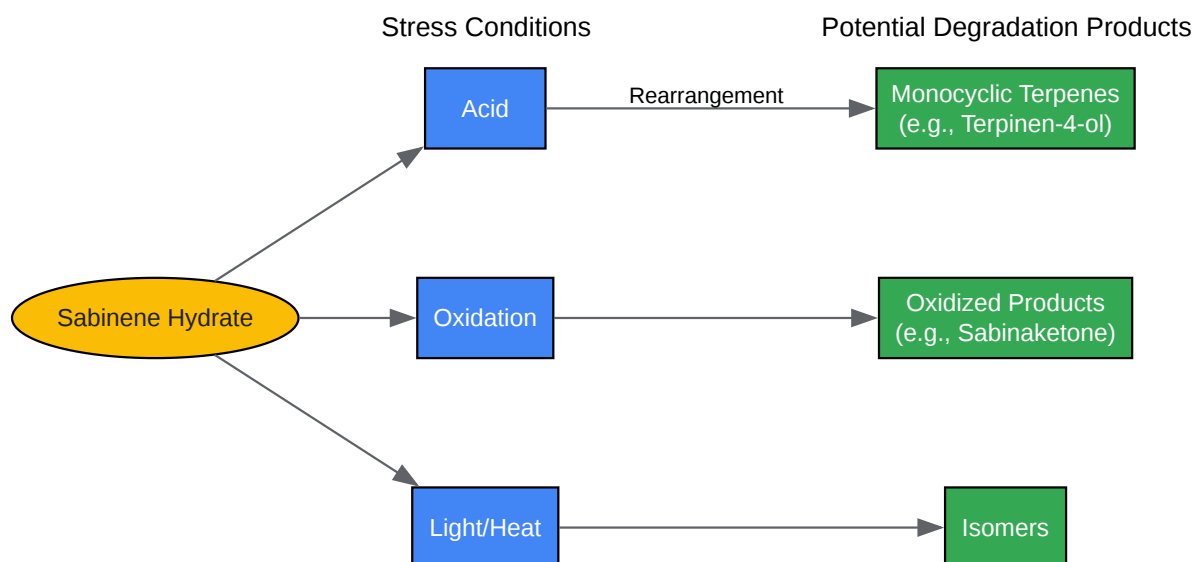 Stress Conditions
Potential Degradation Products
Acid
Rearrangement
Monocyclic Terpenes
(e.g., Terpinen-4-ol)
Sabinene Hydrate
Oxidation
Oxidized Products
(e.g., Sabinaketone)
Light/Heat
Isomers